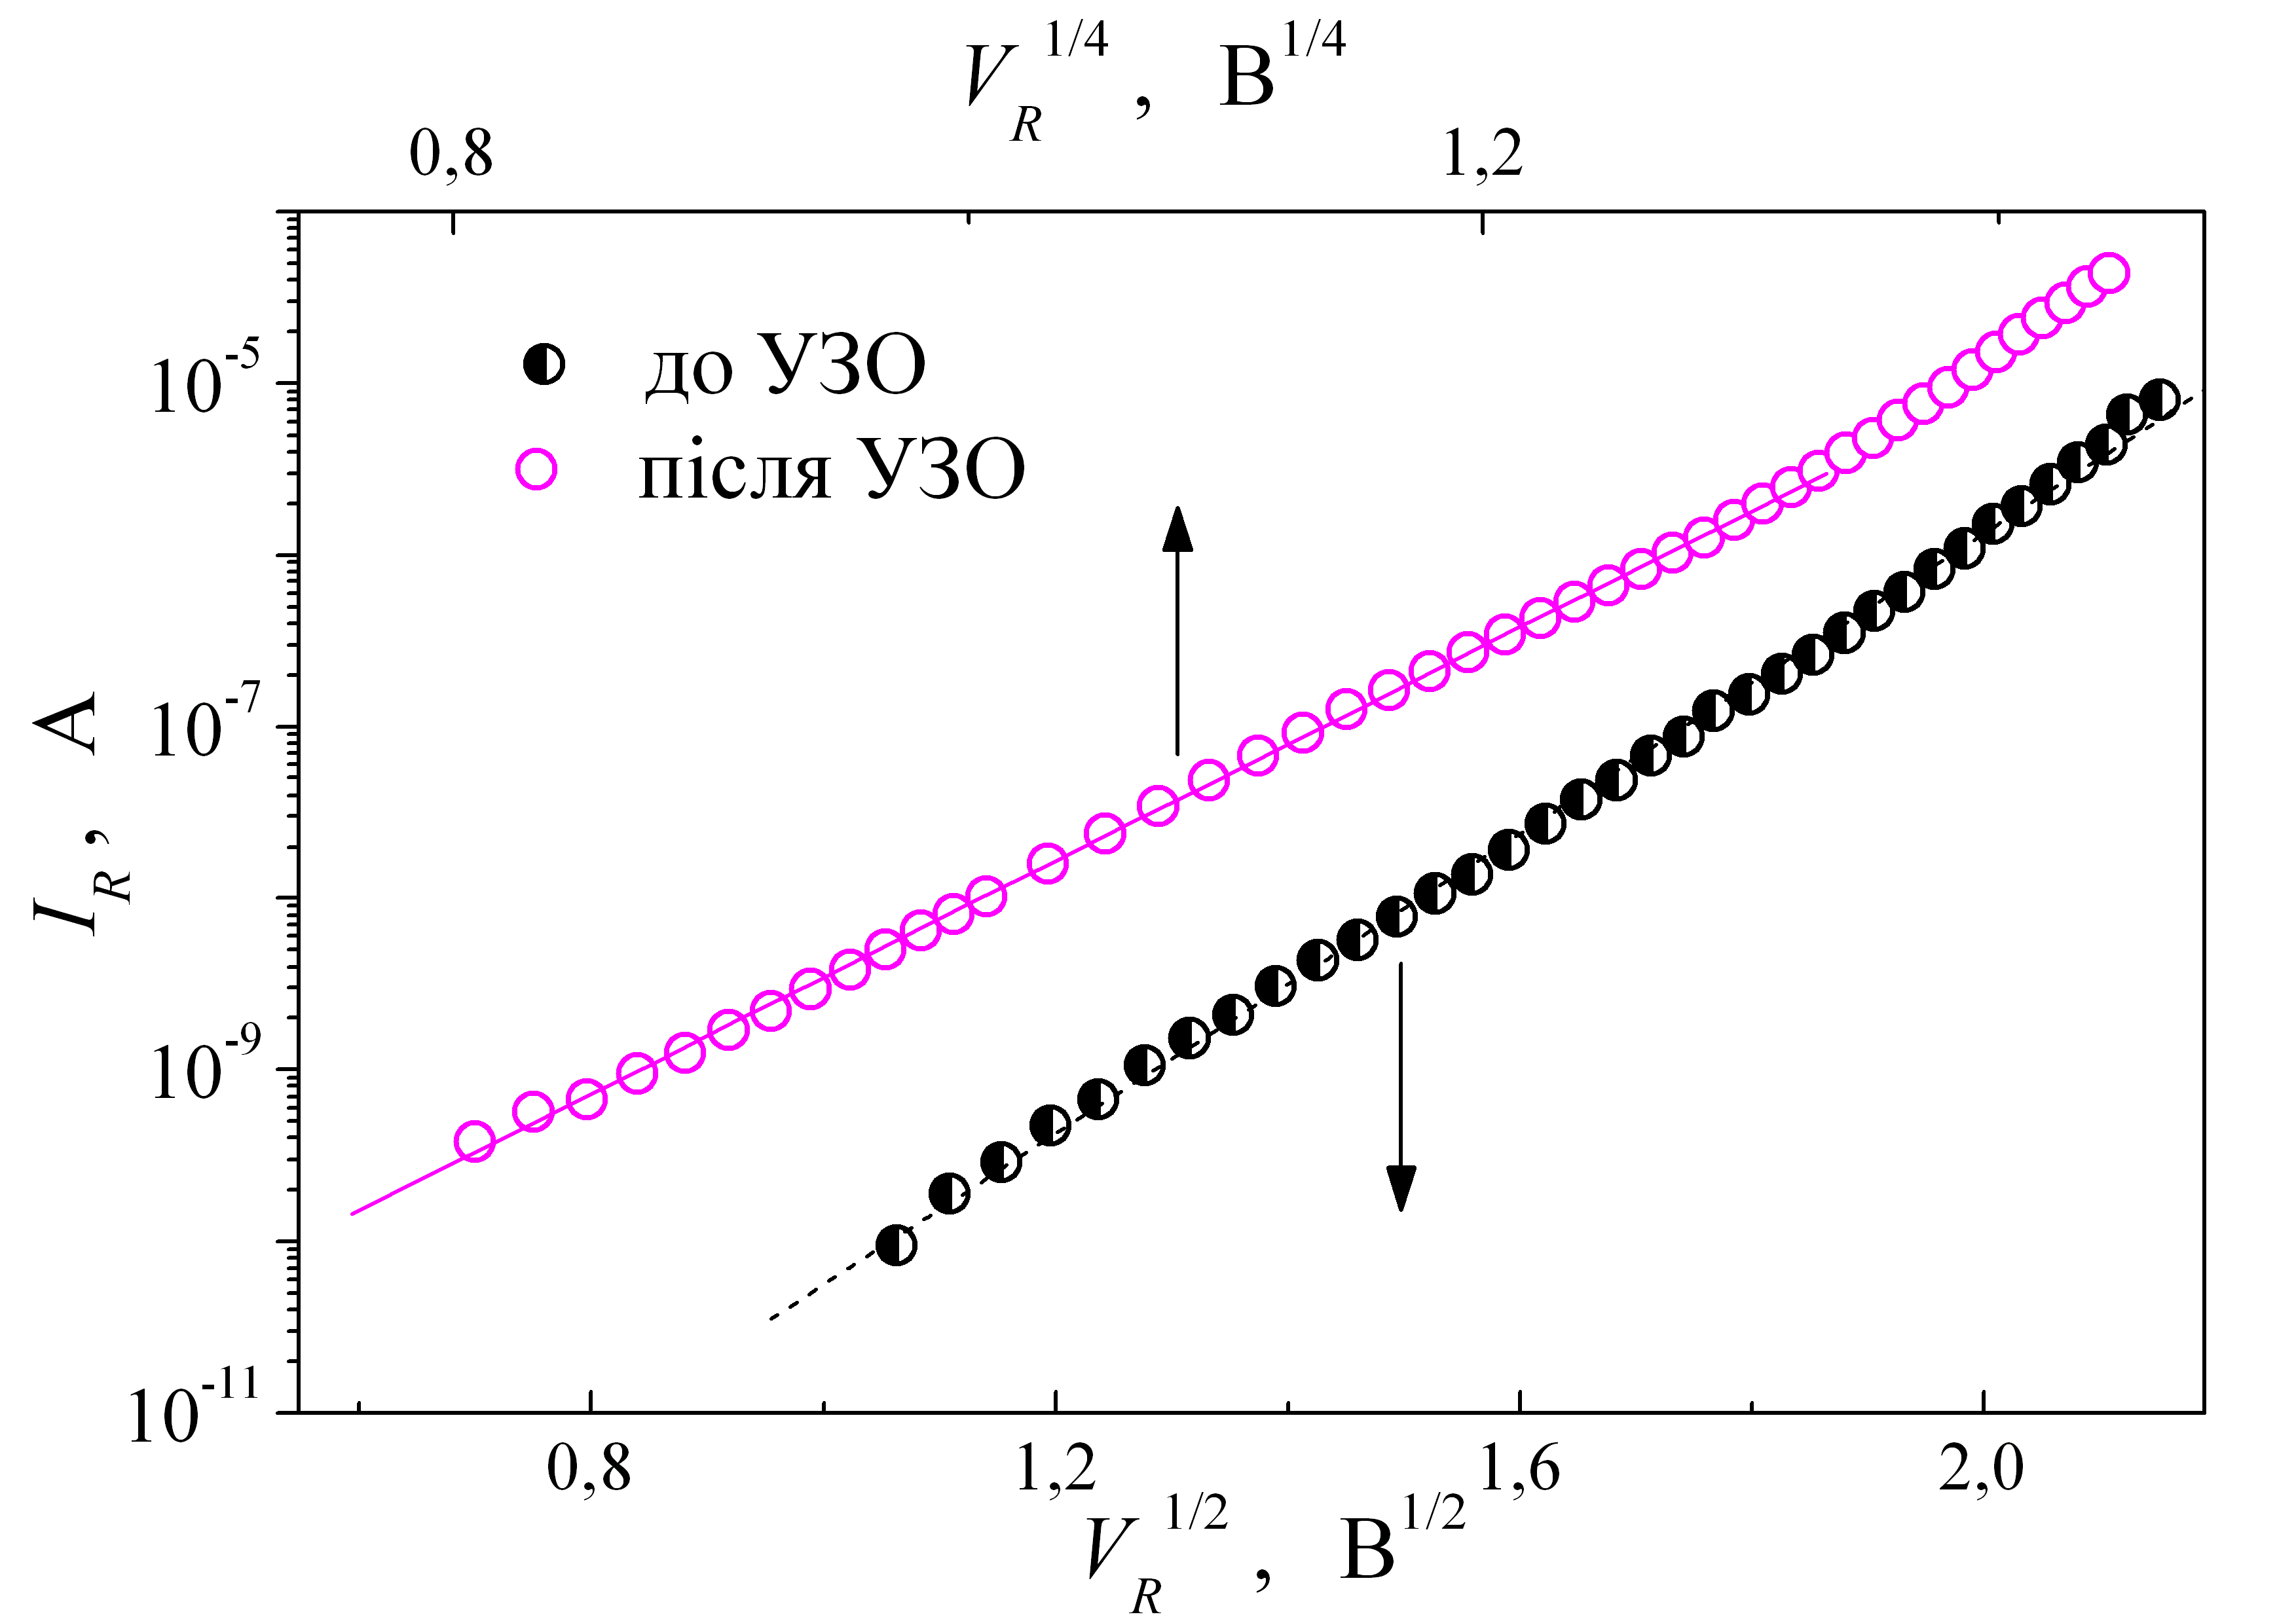 V_R^1/4, В^1/4
0,8 1,2
до УЗО
після УЗО
10^-5
10^-7
10^-9
10^-11
I_R, А
0,8 1,2 1,6 2,0
V_R^1/2, В^1/2